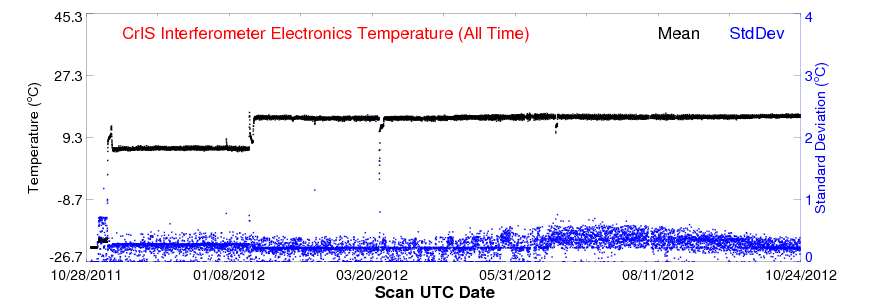 CrIS Interferometer Electronics Temperature (All Time)
Mean
StdDev
Temperature (°C)
45.3
27.3
9.3
-8.7
-26.7
Standard Deviation (°C)
4
3
2
1
0
10/28/2011
01/08/2012
03/20/2012
05/31/2012
08/11/2012
10/24/2012
Scan UTC Date